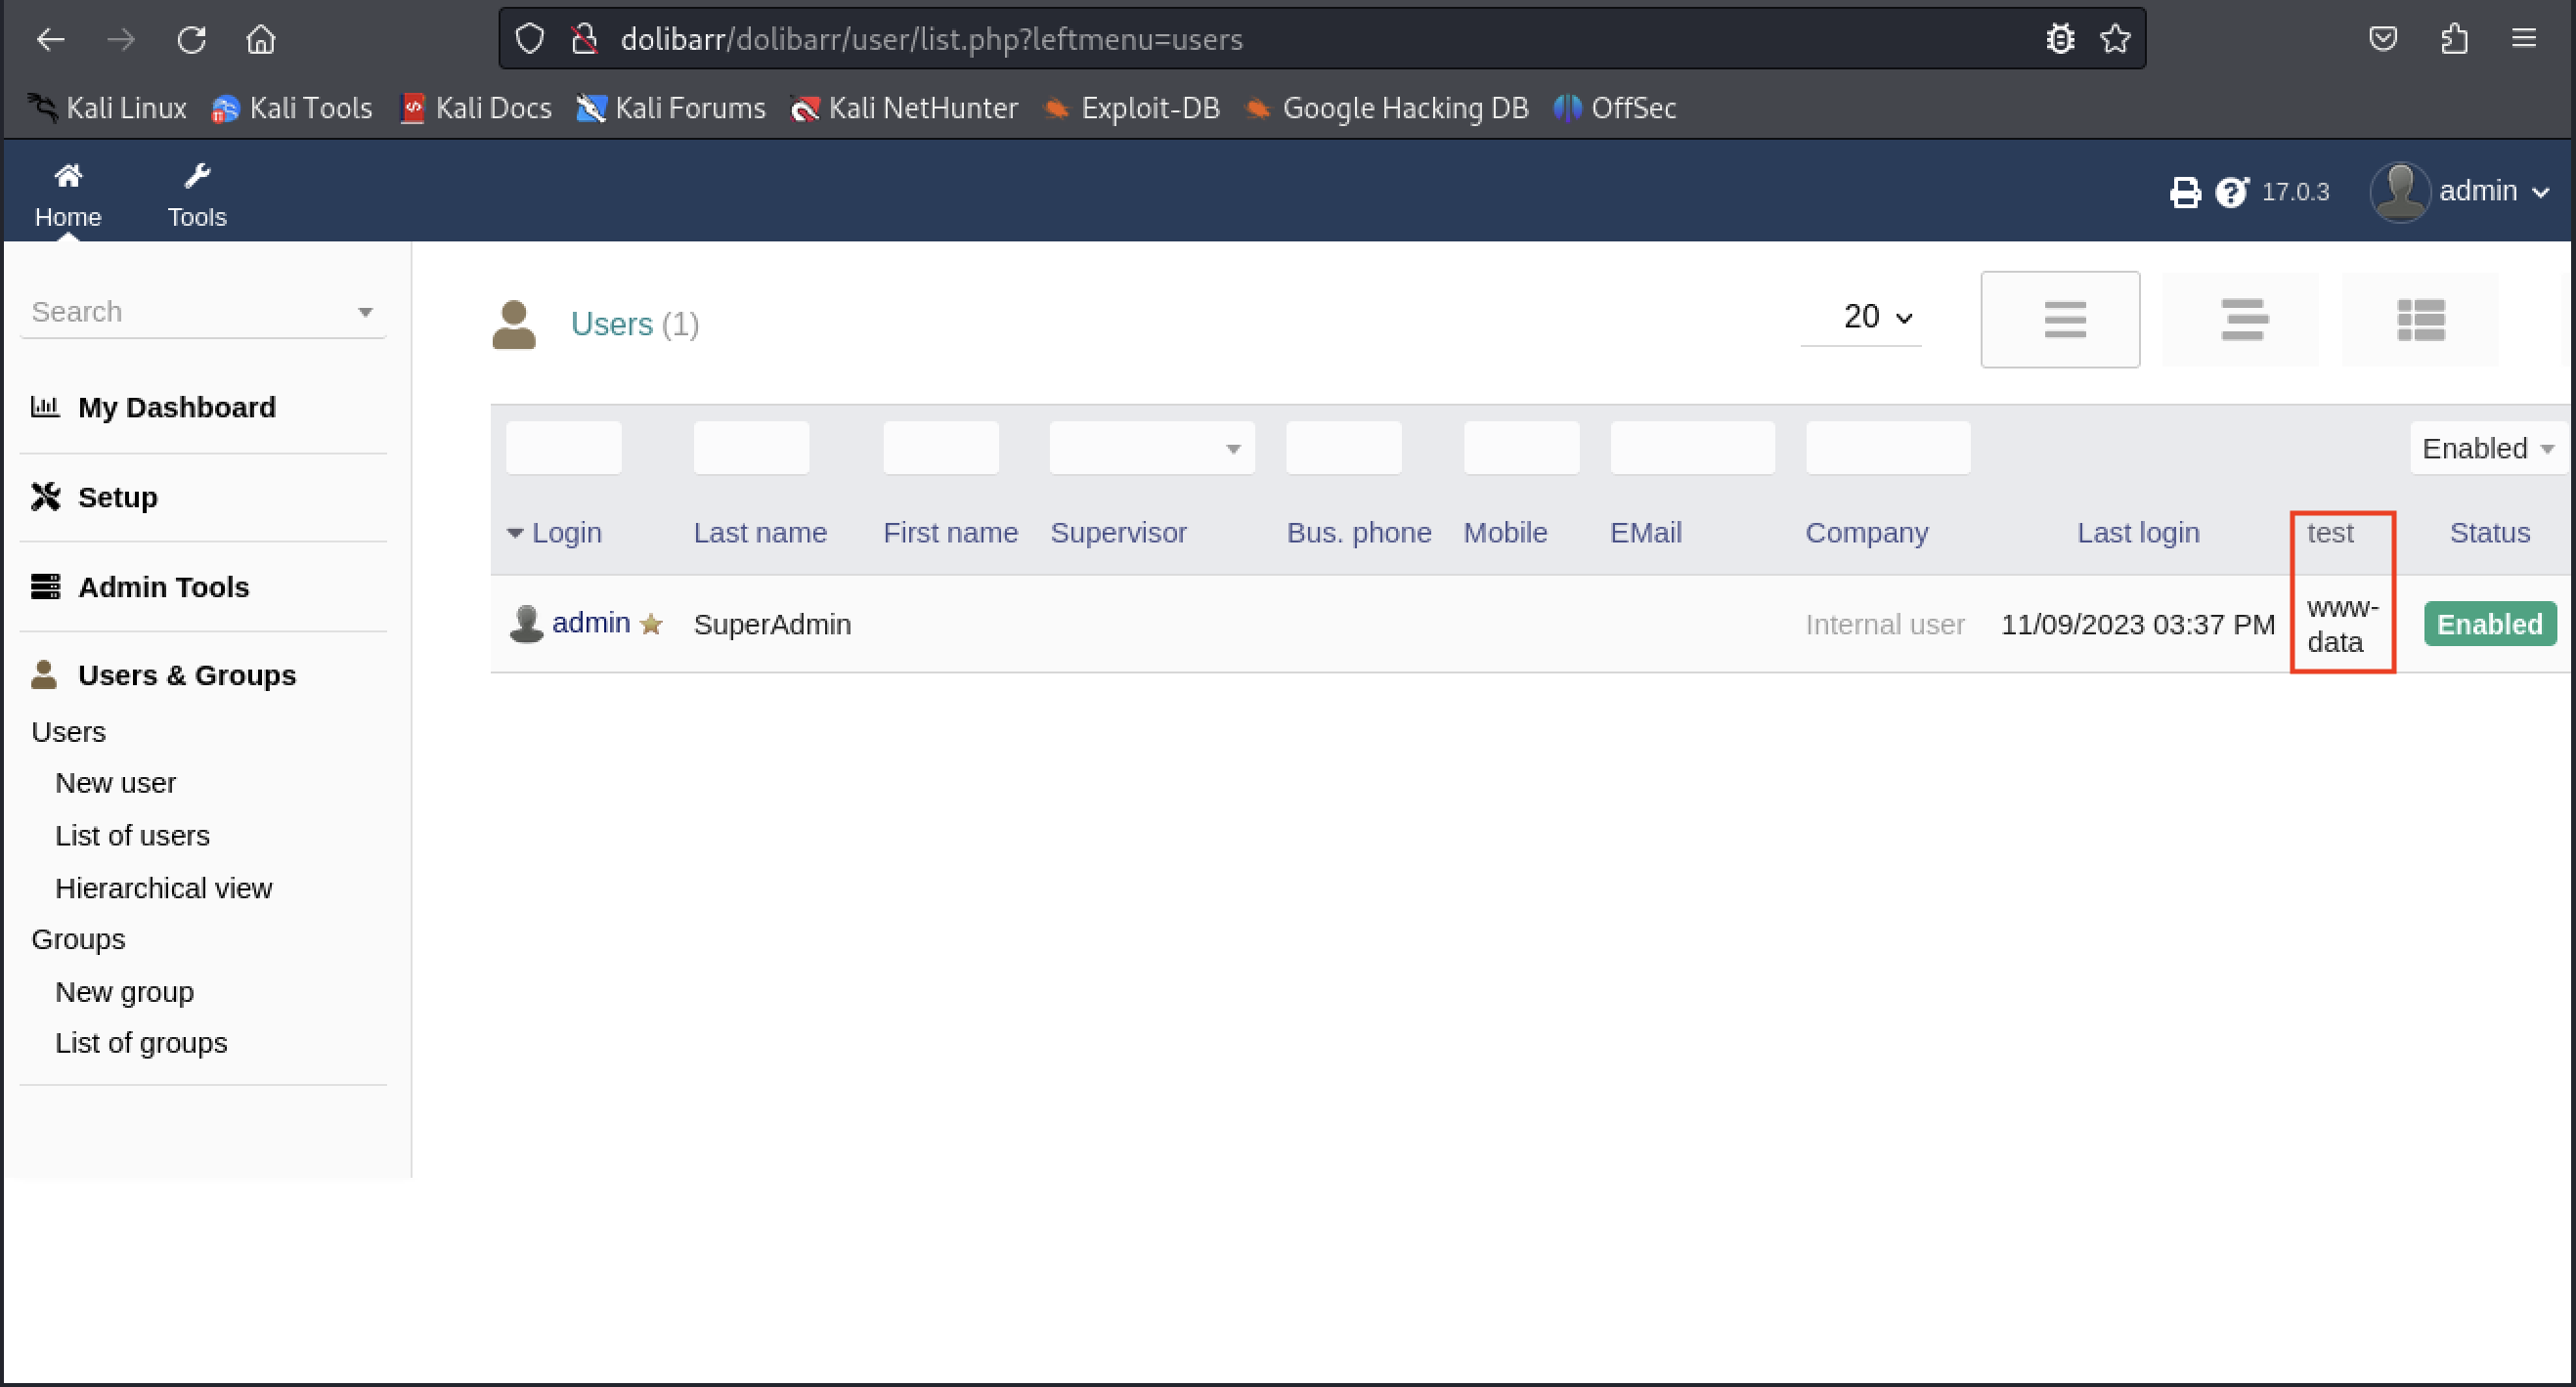 dolibarr/dolibarr/user/list.php?leftmenu=users
Kali Linux Kali Tools Kali Docs Kali Forums Kali NetHunter Exploit-DB Google Hacking DB OffSec
Home Tools 17.0.3 admin
Search
Users (1) 20
My Dashboard
Setup
Admin Tools
Users & Groups
Users
New user
List of users
Hierarchical view
Groups
New group
List of groups
Enabled
Login Last name First name Supervisor Bus. phone Mobile EMail Company Last login test Status
admin SuperAdmin Internal user 11/09/2023 03:37 PM www-
data Enabled